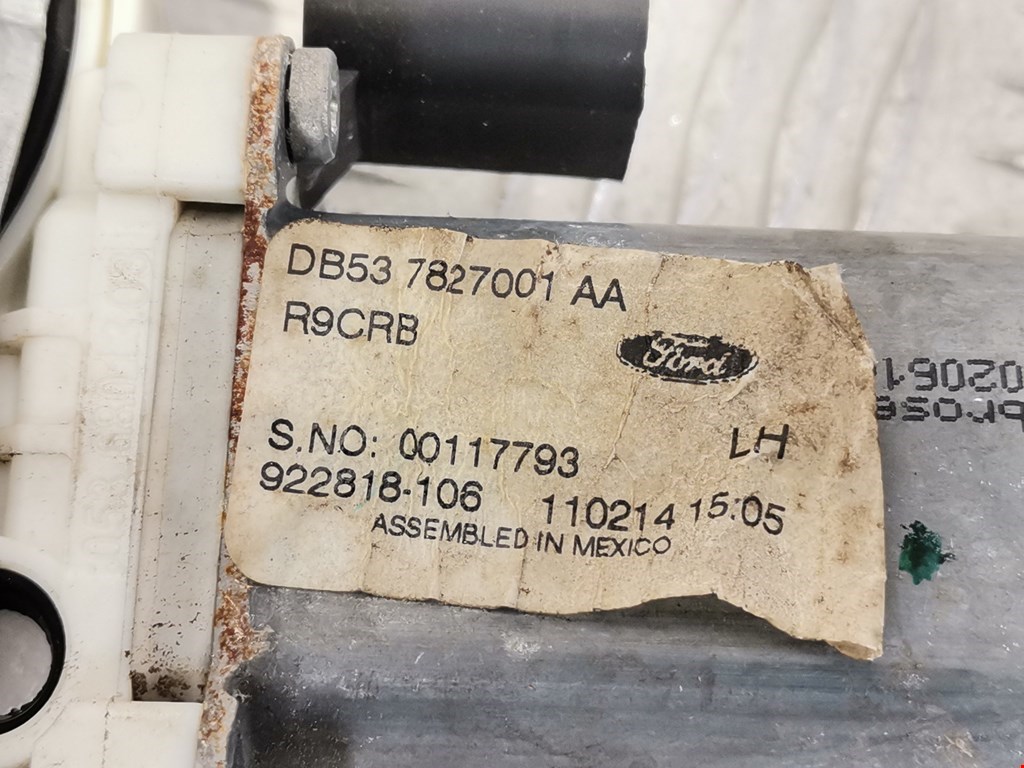 DB53 7827001 AA
R9CRB
Ford
S.NO: 00117793
LH
922818-106 110214 15:05
ASSEMBLED IN MEXICO